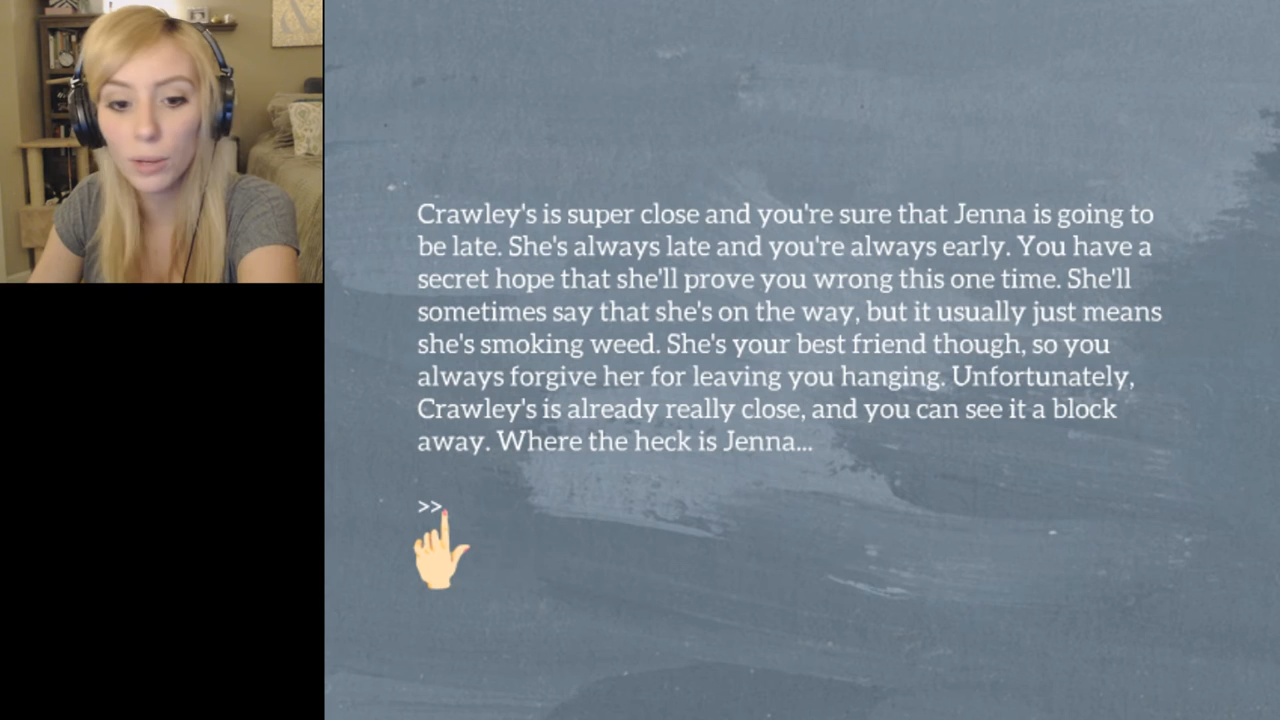 Crawley's is super close and you're sure that Jenna is going to
be late. She's always late and you're always early. You have a
secret hope that she'll prove you wrong this one time. She'll
sometimes say that she's on the way, but it usually just means
she's smoking weed. She's your best friend though, so you
always forgive her for leaving you hanging. Unfortunately,
Crawley's is already really close, and you can see it a block
away. Where the heck is Jenna...
>>